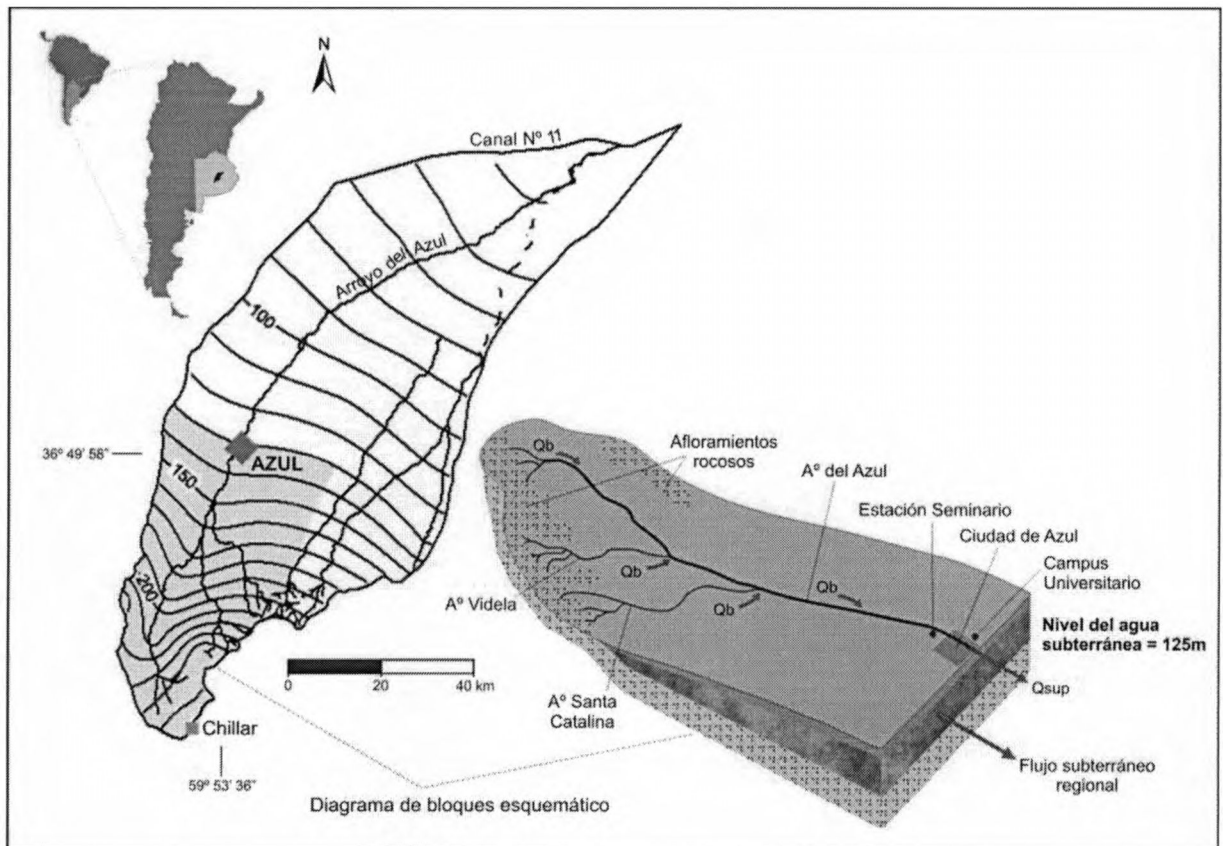 N
Canal Nº 11
Arroyo del Azul
100
36º 49' 58"
AZUL
150
200
Chillar
59º 53' 36"
0
20
40 km
Qb
Afloramientos
rocosos
Aº del Azul
Estación Seminario
Ciudad de Azul
Campus
Universitario
Qb
Qb
Qb
Aº Videla
Nivel del agua
subterránea = 125m
Qsup
Aº Santa
Catalina
Flujo subterráneo
regional
Diagrama de bloques esquemático